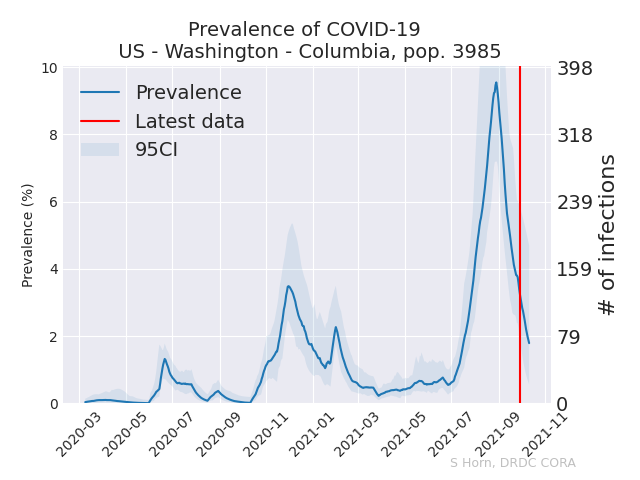 Prevalence of COVID-19
US - Washington - Columbia, pop. 3985
Prevalence
Latest data
95CI
Prevalence (%)
10
8
6
4
2
0
398
318
239
159
79
0
# of infections
2020-03
2020-05
2020-07
2020-09
2020-11
2021-01
2021-03
2021-05
2021-07
2021-09
2021-11
S Horn, DRDC CORA